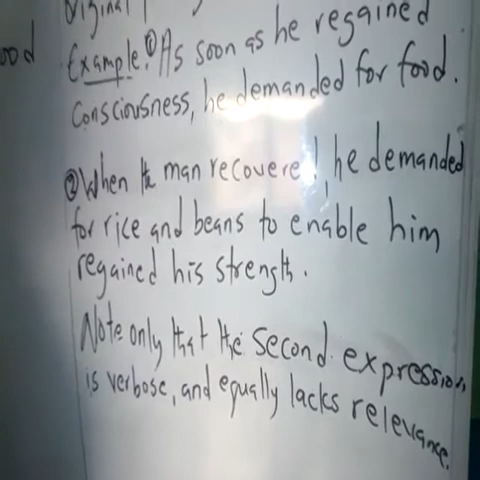 Original
ood
Example: ① As soon as he regained
Consciousness, he demanded for food.
② When the man recovered, he demanded
for rice and beans to enable him
regained his strength.
Note only that the second expression,
is verbose, and equally lacks relevance.